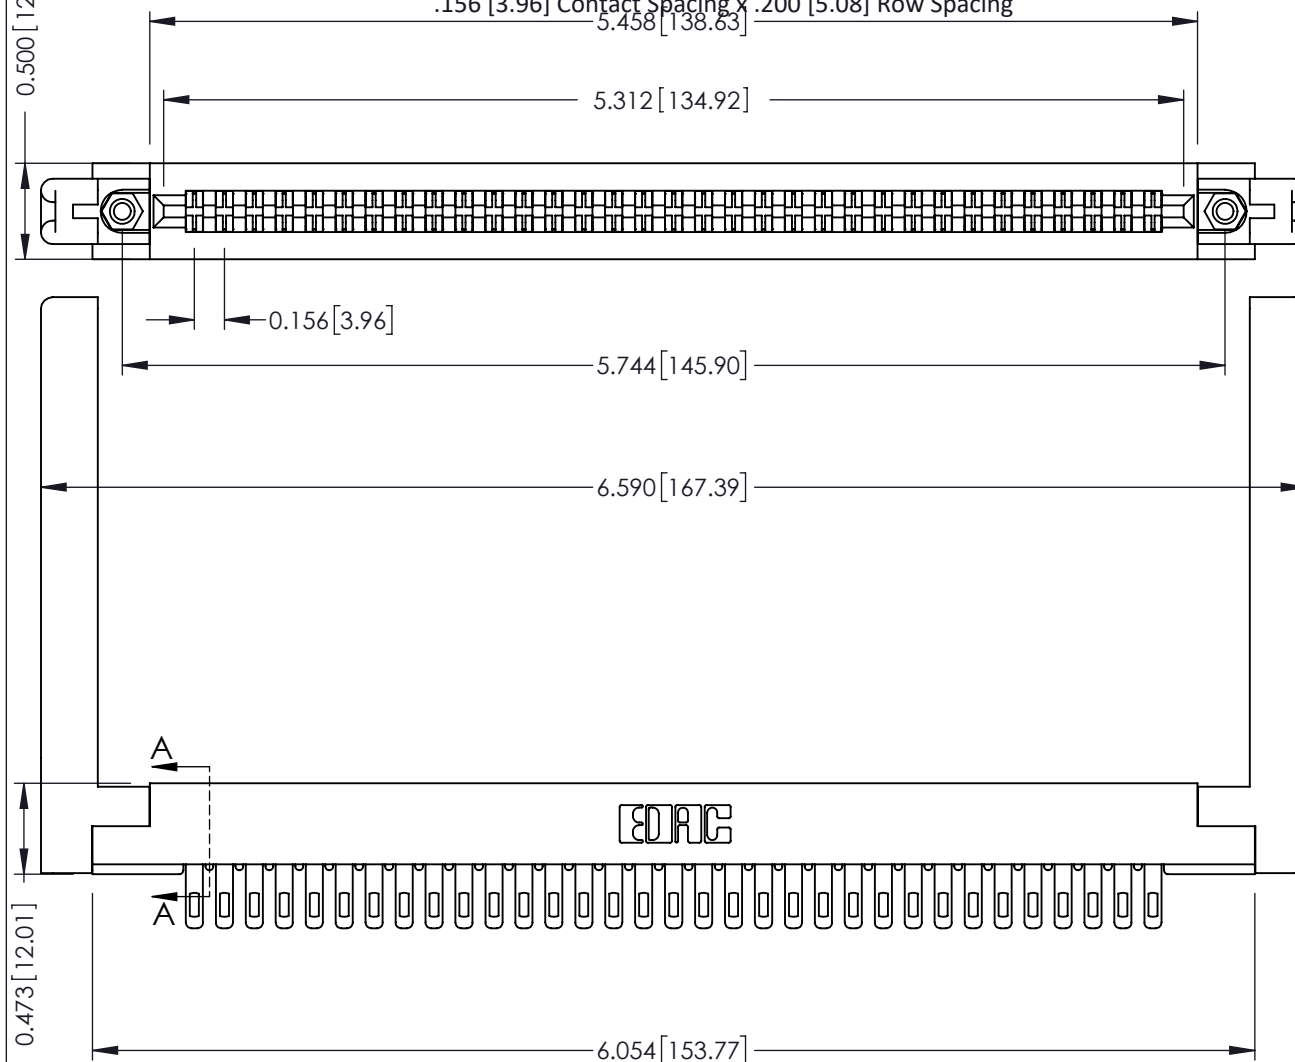 .156 [3.96] Contact Spacing x .200 [5.08] Row Spacing
5.458[138.63]
0.500[12
5.312[134.92]
0.156[3.96]
5.744[145.90]
6.590[167.39]
A
EDAC
A
0.473[12.01]
6.054[153.77]